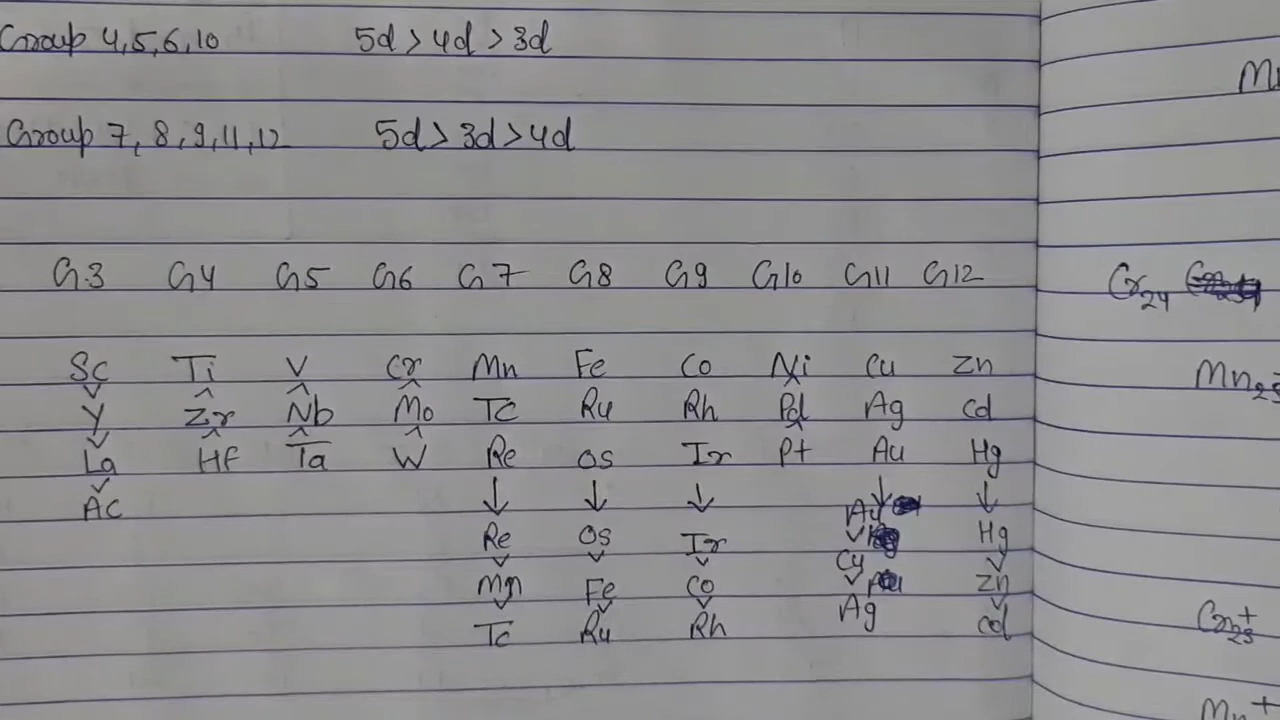 Group 4,5,6,10 5d > 4d > 3d
Group 7, 8, 9, 11, 12 5d > 3d > 4d
G3 G4 G5 G6 G7 G8 G9 G10 G11 G12
Sc Ti V Cr Mn Fe Co Ni Cu Zn
Y Zr Nb Mo TC Ru Rh Pd Ag Cd
La Hf Ta W Re Os Ir Pt Au Hg
AC ↓ ↓ ↓ ↓ ↓
Re Os Ir Au Hg
Mn Fe Co Cu Zn
TC Ru Rh Ag Cd
Cr24